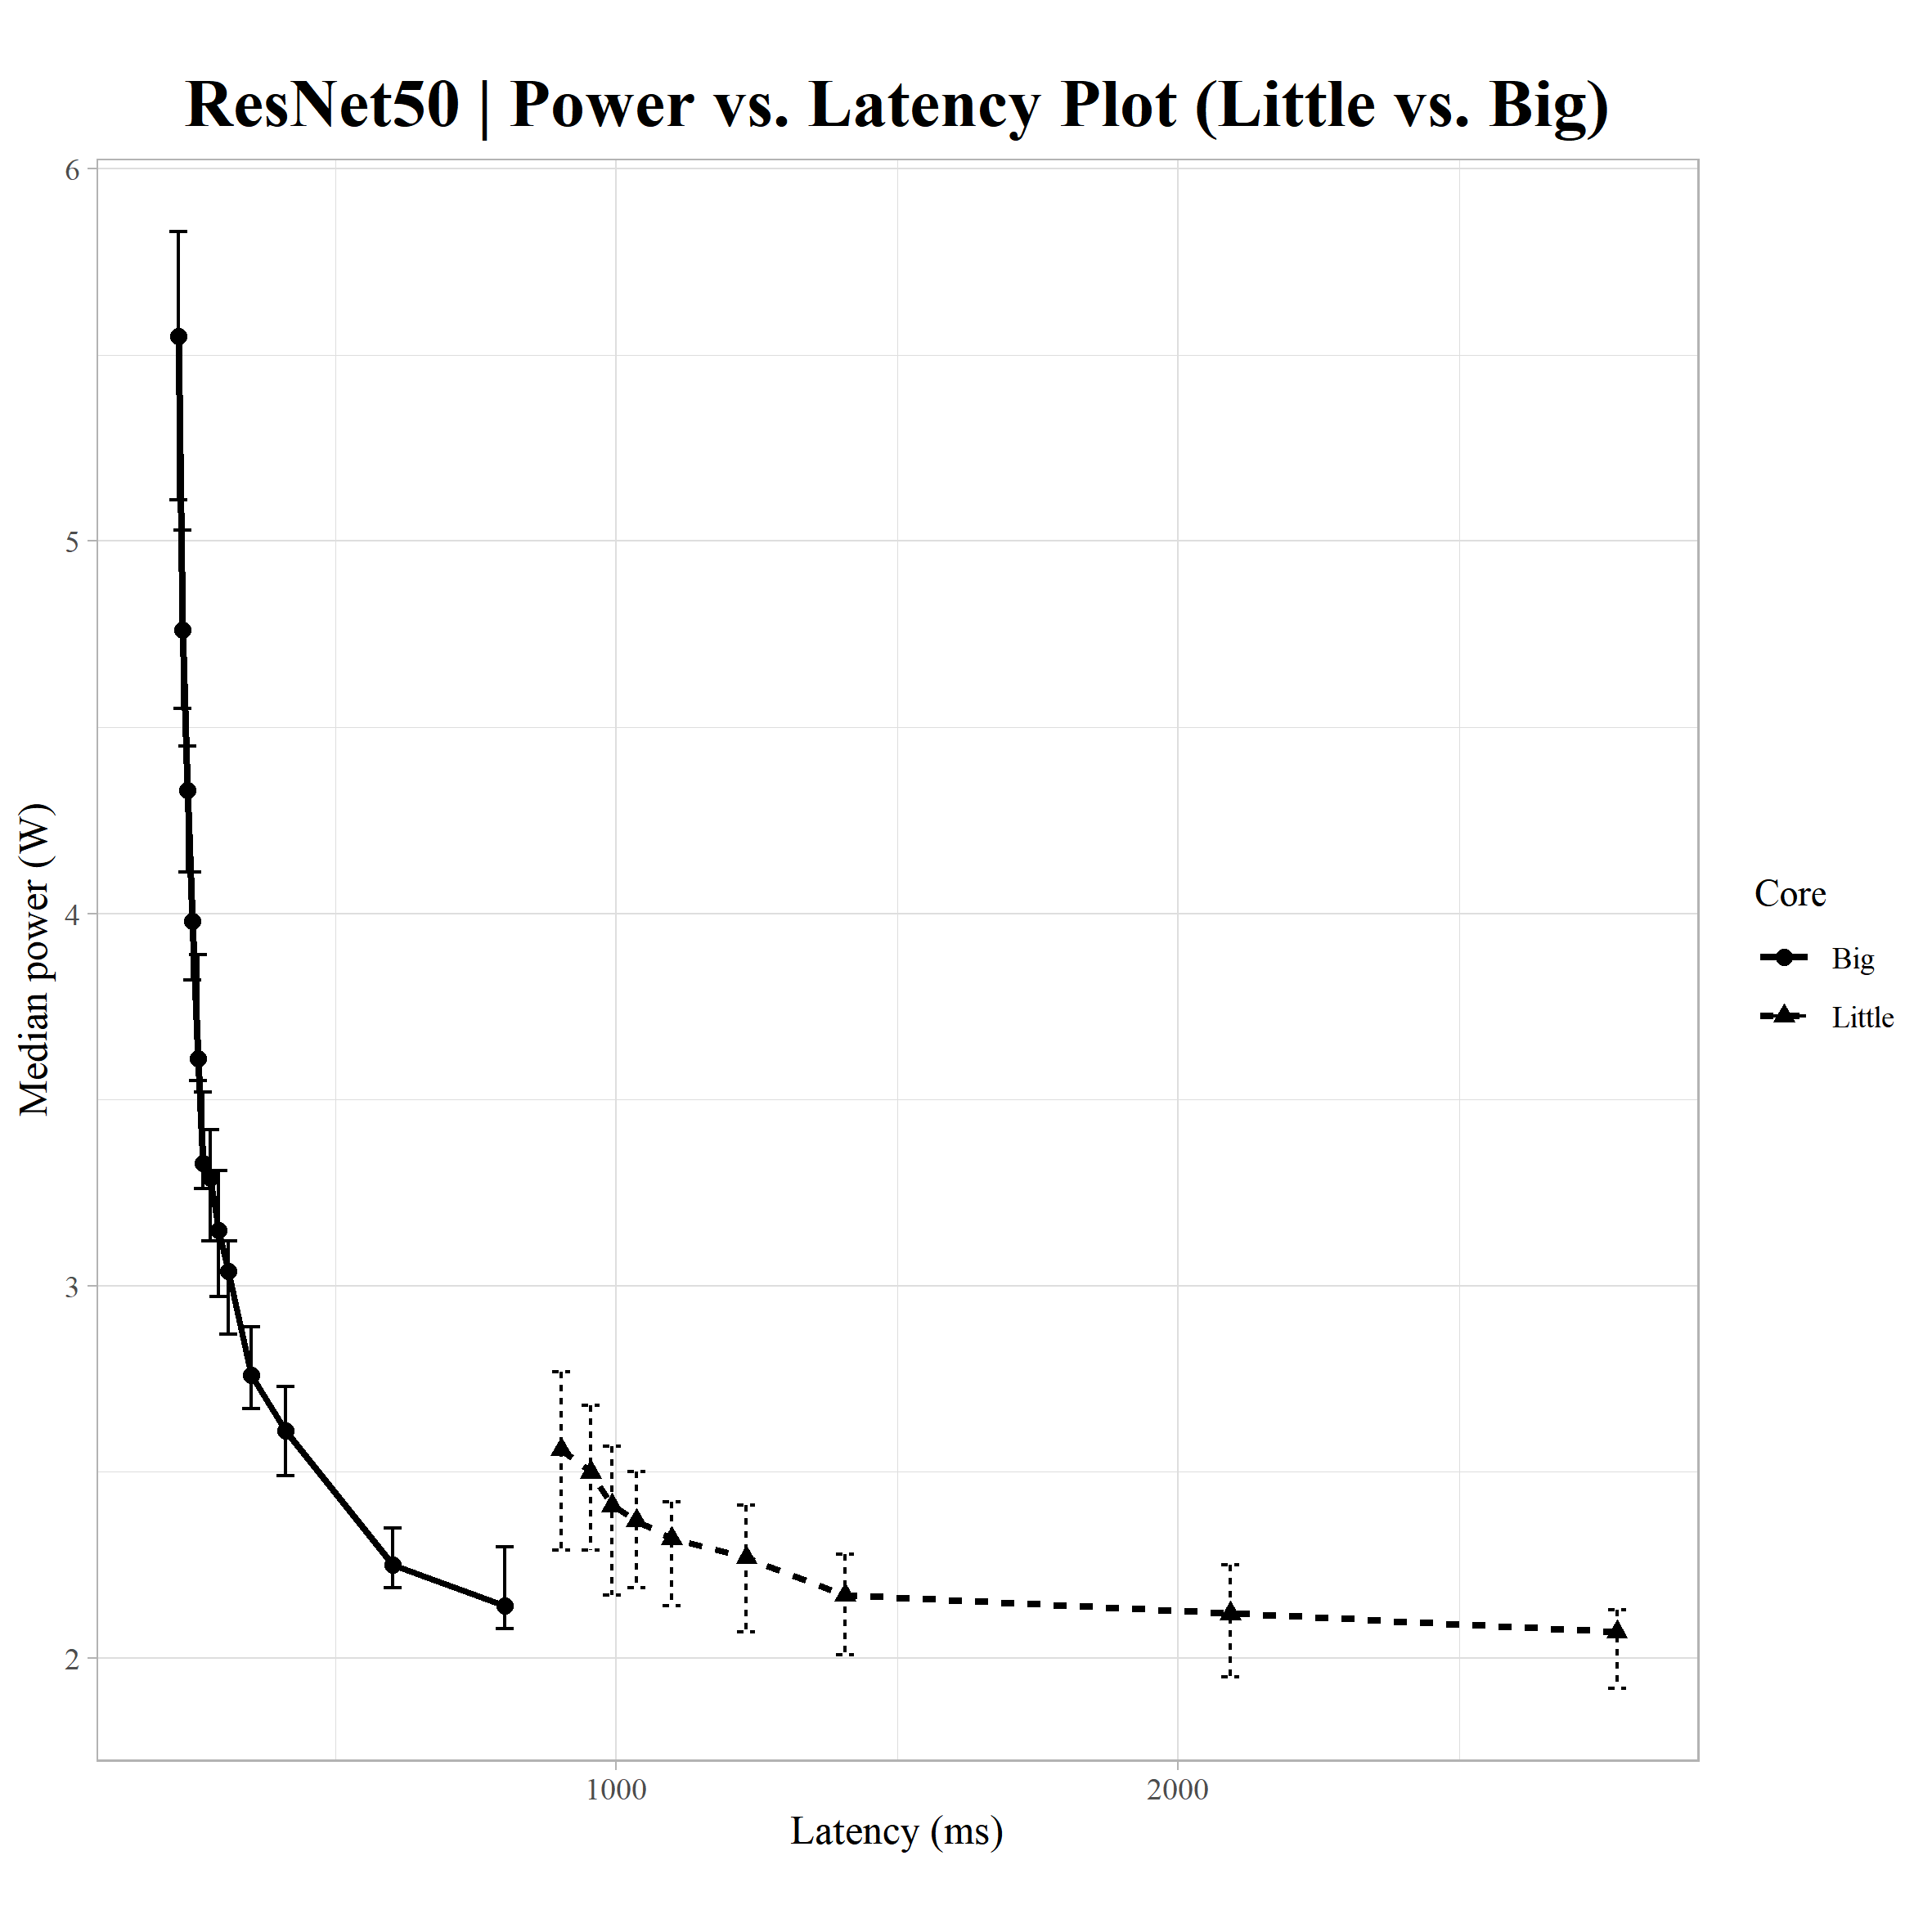 ResNet50 | Power vs. Latency Plot (Little vs. Big)
6
5
4
3
2
Median power (W)
1000
2000
Latency (ms)
Core
Big
Little